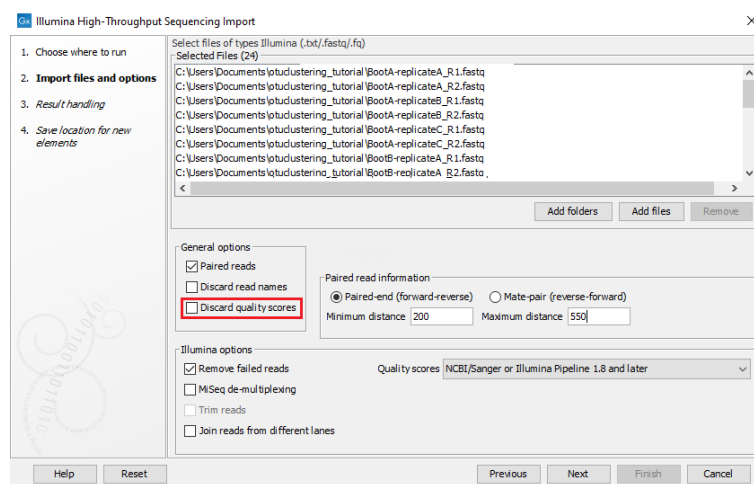 Gx Illumina High-Throughput Sequencing Import
1. Choose where to run
2. Import files and options
3. Result handling
4. Save location for new elements
Select files of types Illumina (.txt/.fastq/.fq)
Selected Files (24)
C:\Users\Documents\otuclustering_tutorial\BootA-replicateA_R1.fastq
C:\Users\Documents\otuclustering_tutorial\BootA-replicateA_R2.fastq
C:\Users\Documents\otuclustering_tutorial\BootA-replicateB_R1.fastq
C:\Users\Documents\otuclustering_tutorial\BootA-replicateB_R2.fastq
C:\Users\Documents\otuclustering_tutorial\BootA-replicateC_R1.fastq
C:\Users\Documents\otuclustering_tutorial\BootA-replicateC_R2.fastq
C:\Users\Documents\otuclustering_tutorial\BootB-replicateA_R1.fastq
C:\Users\Documents\otuclustering_tutorial\BootB-replicateA_R2.fastq
Add folders Add files Remove
General options
Paired reads
Discard read names
Discard quality scores
Paired read information
Paired-end (forward-reverse) Mate-pair (reverse-forward)
Minimum distance 200 Maximum distance 550
Illumina options
Remove failed reads Quality scores NCBI/Sanger or Illumina Pipeline 1.8 and later
MiSeq de-multiplexing
Trim reads
Join reads from different lanes
Help Reset Previous Next Finish Cancel